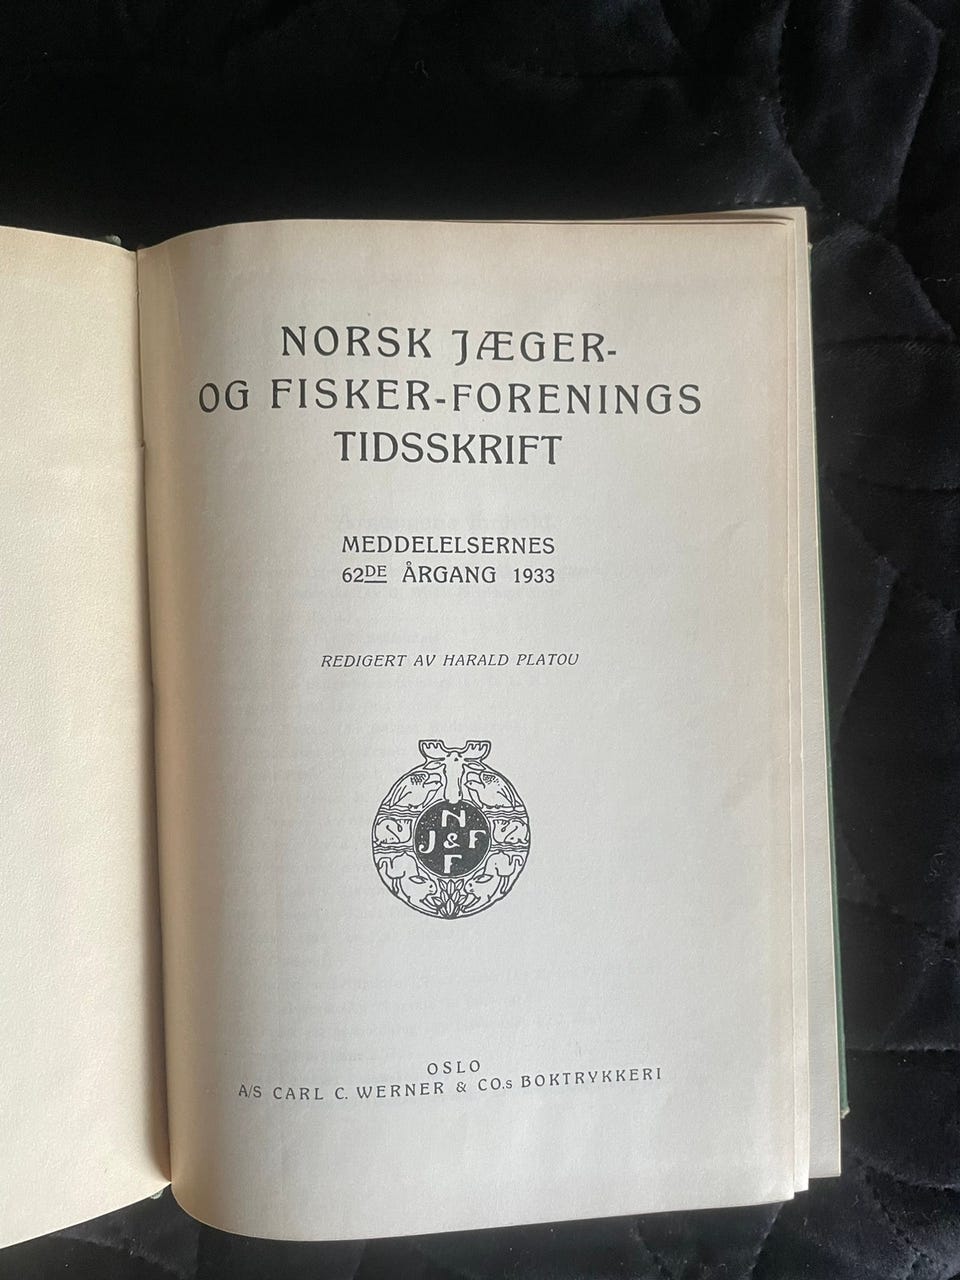 NORSK JÆGER-
OG FISKER-FORENINGS
TIDSSKRIFT
MEDDELELSERNES
62DE ÅRGANG 1933
REDIGERT AV HARALD PLATOU
N
J & F
F
OSLO
A/S CARL C. WERNER & CO.s BOKTRYKKERI